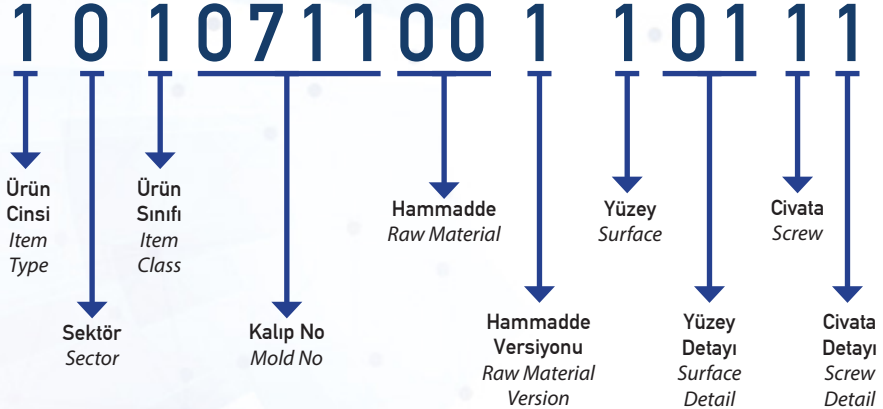 1 0 1 0711 00 1 1 01 1 1
Ürün
Cinsi
Item
Type
Ürün
Sınıfı
Item
Class
Hammadde
Raw Material
Yüzey
Surface
Civata
Screw
Sektör
Sector
Kalıp No
Mold No
Hammadde
Versiyonu
Raw Material
Version
Yüzey
Detayı
Surface
Detail
Civata
Detayı
Screw
Detail